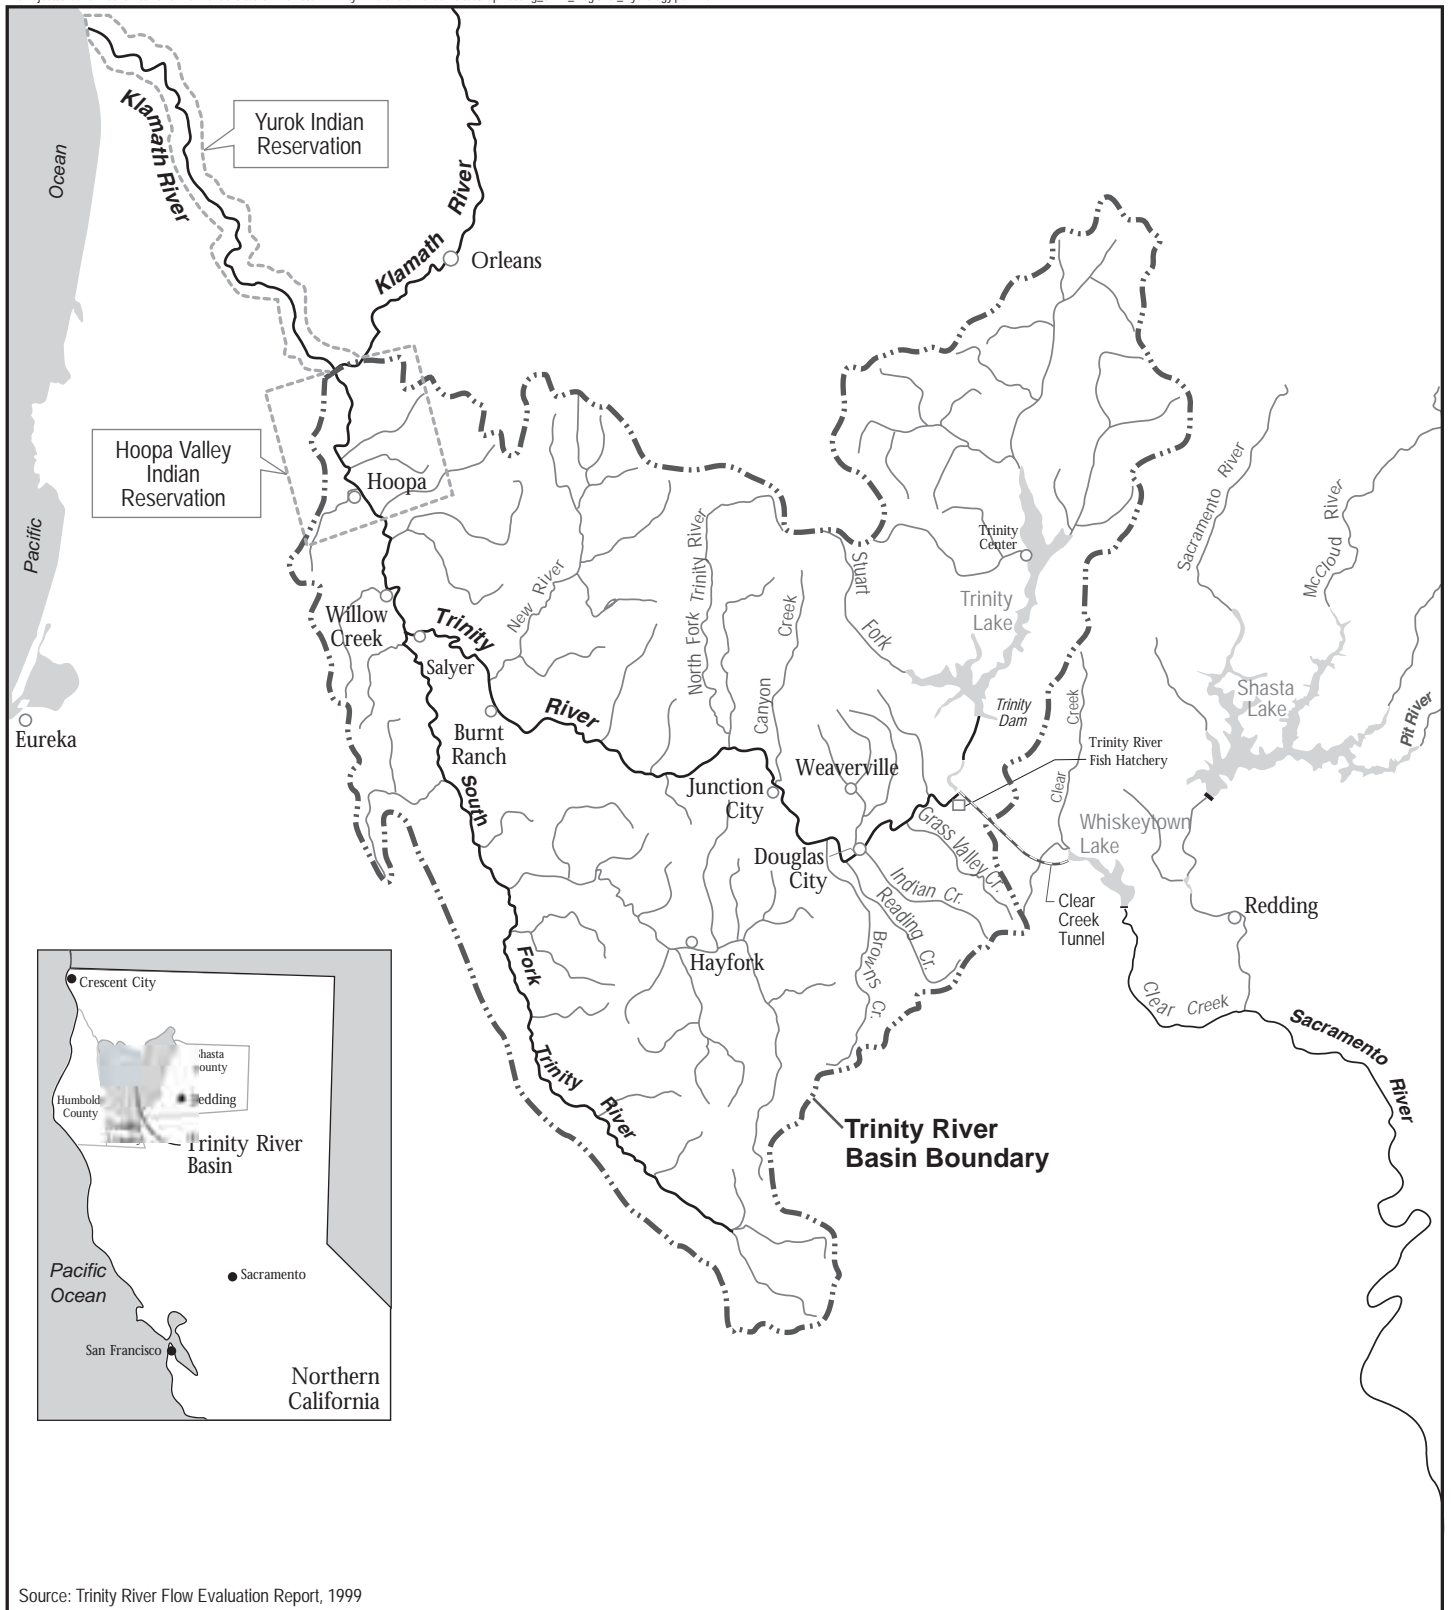 Klamath River
Yurok Indian
Reservation
Ocean
Klamath River
Orleans
Hoopa Valley
Indian
Reservation
Hoopa
Pacific
Willow
Creek
Trinity
Salyer
New River
North Fork Trinity River
Canyon Creek
Stuart
Fork
Trinity
Center
Trinity
Lake
Sacramento River
McCloud River
Shasta
Lake
Pit River
Eureka
Burnt
Ranch
River
Trinity
Dam
Trinity River
Fish Hatchery
Clear Creek
Junction
City
Weaverville
Whiskeytown
Lake
South
Douglas
City
Grass Valley Cr.
Indian Cr.
Reading Cr.
Browns Cr.
Clear
Creek
Tunnel
Redding
Hayfork
Fork
Clear Creek
Sacramento River
Trinity River
Trinity River
Basin Boundary
Crescent City
County
Humbold
County
Trinity River
Basin
Sacramento
Pacific
Ocean
San Francisco
Northern
California
Source: Trinity River Flow Evaluation Report, 1999